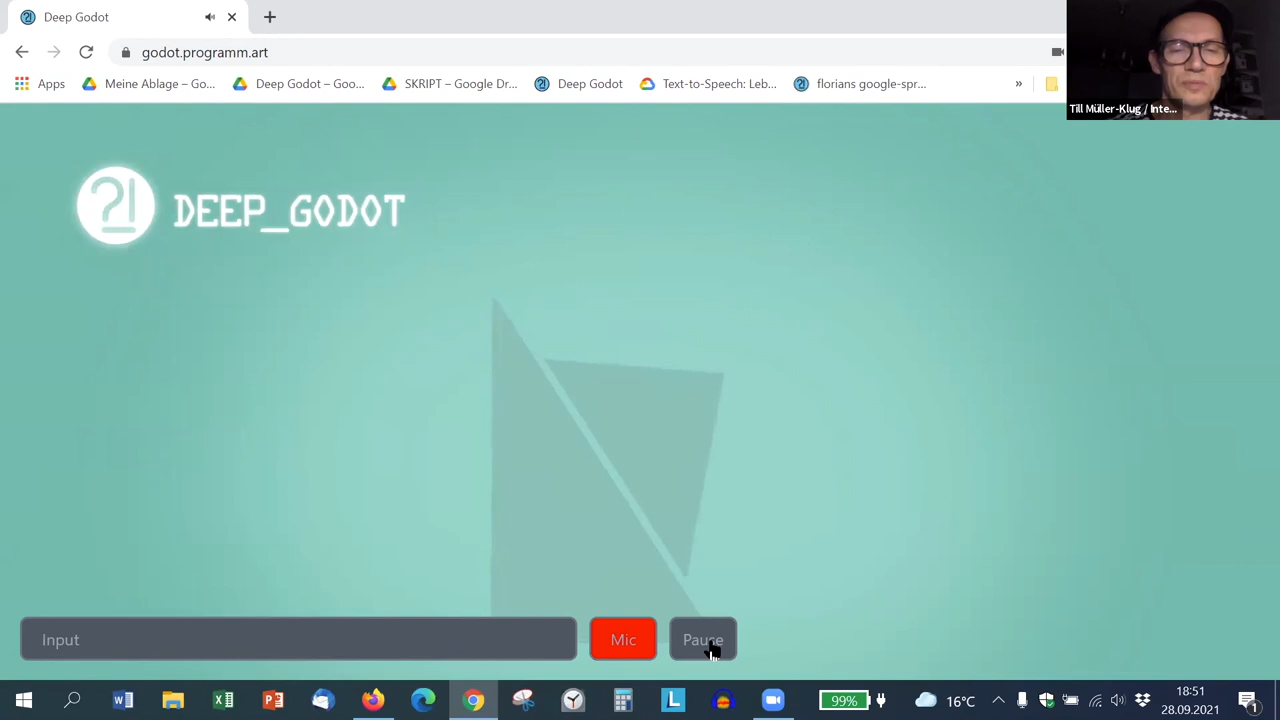 Deep Godot
godot.programm.art
Apps
Meine Ablage – Go...
Deep Godot – Goo...
SKRIPT – Google Dr...
Deep Godot
Text-to-Speech: Leb...
florians google-spr...
»
Till Müller-Klug / Inte...
?! DEEP_GODOT
Input
Mic
Pause
99%
16°C
18:51
28.09.2021
1